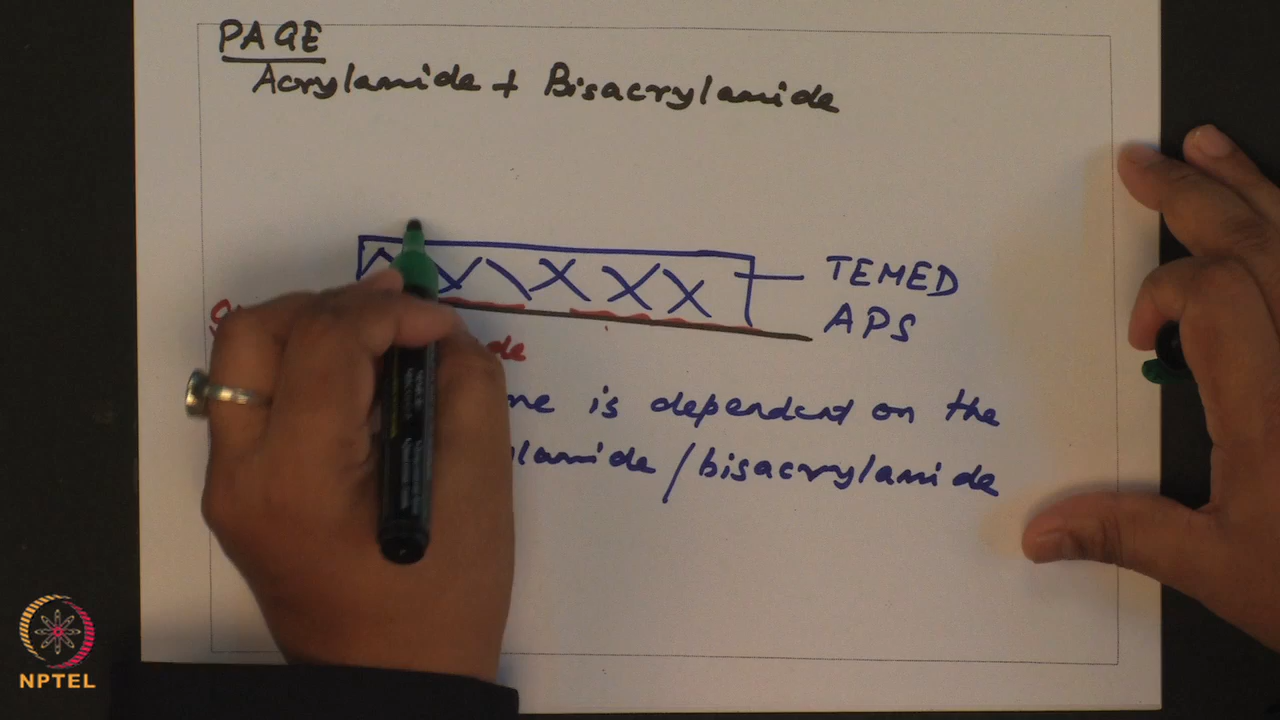 PAGE
Acrylamide + Bisacrylamide
TEMED
APS
is dependent on the
/bisacrylamide
NPTEL